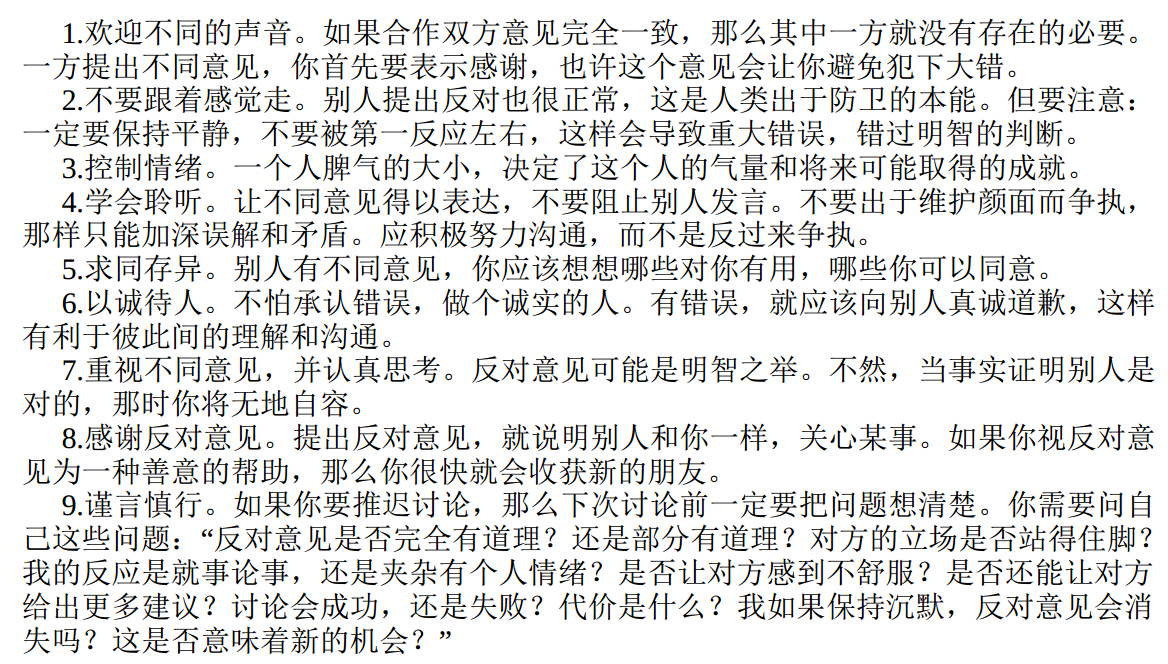 1.欢迎不同的声音。如果合作双方意见完全一致，那么其中一方就没有存在的必要。
一方提出不同意见，你首先要表示感谢，也许这个意见会让你避免犯下大错。
2.不要跟着感觉走。别人提出反对也很正常，这是人类出于防卫的本能。但要注意：
一定要保持平静，不要被第一反应左右，这样会导致重大错误，错过明智的判断。
3.控制情绪。一个人脾气的大小，决定了这个人的气量和将来可能取得的成就。
4.学会聆听。让不同意见得以表达，不要阻止别人发言。不要出于维护颜面而争执，
那样只能加深误解和矛盾。应积极努力沟通，而不是反过来争执。
5.求同存异。别人有不同意见，你应该想想哪些对你有用，哪些你可以同意。
6.以诚待人。不怕承认错误，做个诚实的人。有错误，就应该向别人真诚道歉，这样
有利于彼此间的理解和沟通。
7.重视不同意见，并认真思考。反对意见可能是明智之举。不然，当事实证明别人是
对的，那时你将无地自容。
8.感谢反对意见。提出反对意见，就说明别人和你一样，关心某事。如果你视反对意
见为一种善意的帮助，那么你很快就会收获新的朋友。
9.谨言慎行。如果你要推迟讨论，那么下次讨论前一定要把问题想清楚。你需要问自
己这些问题：“反对意见是否完全有道理？还是部分有道理？对方的立场是否站得住脚？
我的反应是就事论事，还是夹杂有个人情绪？是否让对方感到不舒服？是否还能让对方
给出更多建议？讨论会成功，还是失败？代价是什么？我如果保持沉默，反对意见会消
失吗？这是否意味着新的机会？”